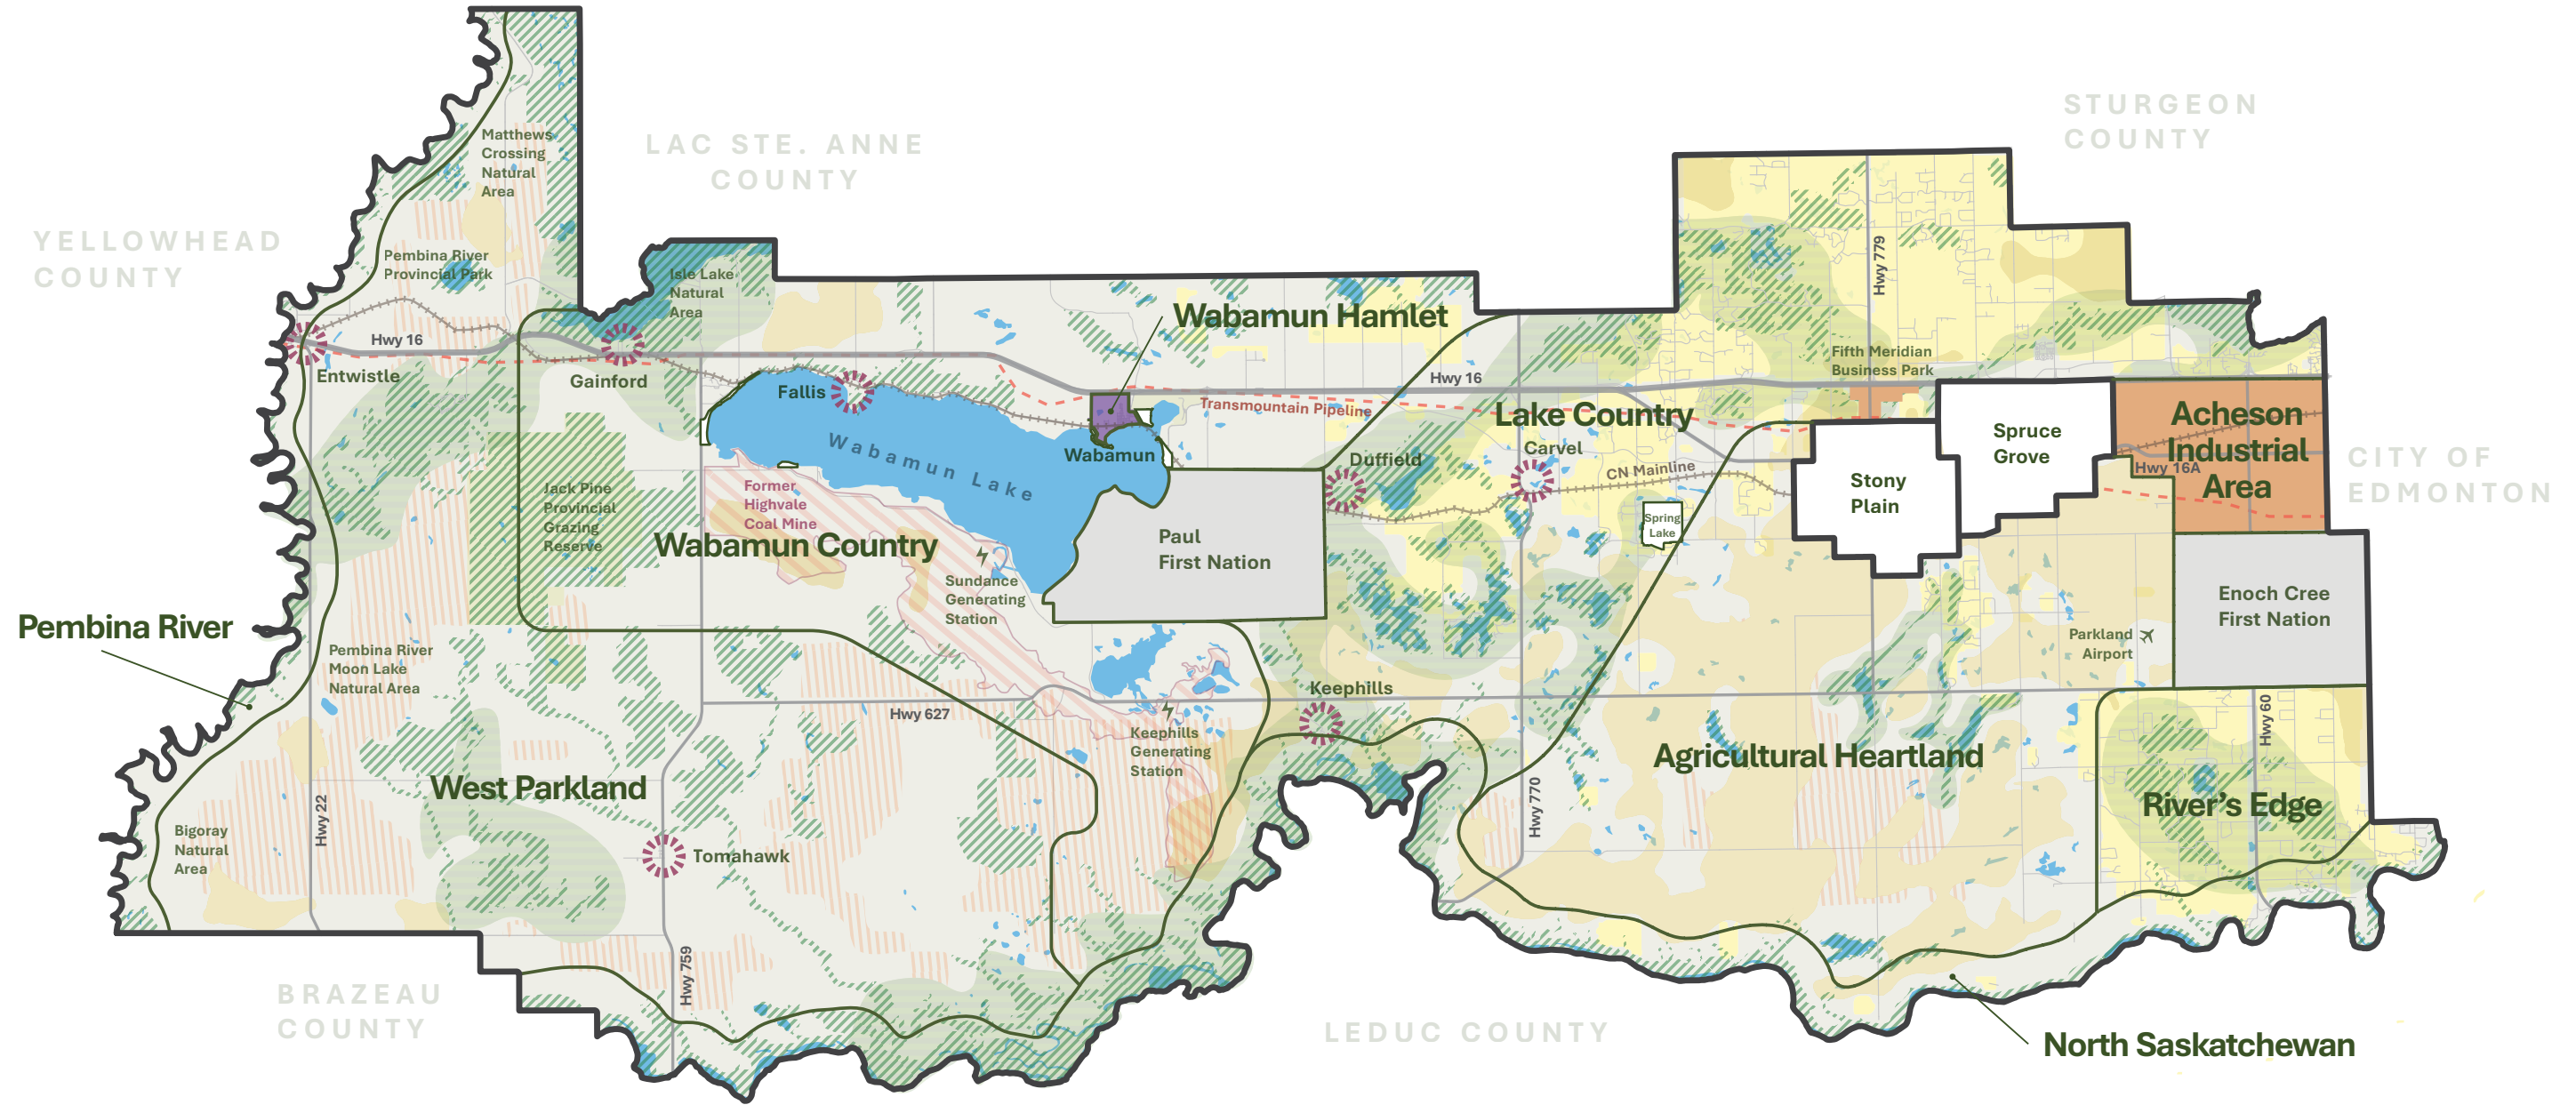 STURGEON
COUNTY
LAC STE. ANNE
COUNTY
YELLOWHEAD
COUNTY
Matthews
Crossing
Natural
Area
Pembina River
Provincial Park
Isle Lake
Natural
Area
Hwy 779
Wabamun Hamlet
Hwy 16
Entwistle
Gainford
Fallis
Hwy 16
Transmountain Pipeline
Fifth Meridian
Business Park
Lake Country
Carvel
Duffield
CN Mainline
Wabamun
Wabamun Lake
Spruce
Grove
Stony
Plain
Acheson
Industrial
Area
Hwy 16A
CITY OF
EDMONTON
Spring
Lake
Jack Pine
Provincial
Grazing
Reserve
Former
Highvale
Coal Mine
Wabamun Country
Paul
First Nation
Sundance
Generating
Station
Enoch Cree
First Nation
Parkland
Airport
Pembina River
Pembina River
Moon Lake
Natural Area
Keephills
Hwy 627
Keephills
Generating
Station
Hwy 60
Agricultural Heartland
West Parkland
River's Edge
Hwy 22
Hwy 770
Bigoray
Natural
Area
Tomahawk
Hwy 759
BRAZEAU
COUNTY
LEDUC COUNTY
North Saskatchewan